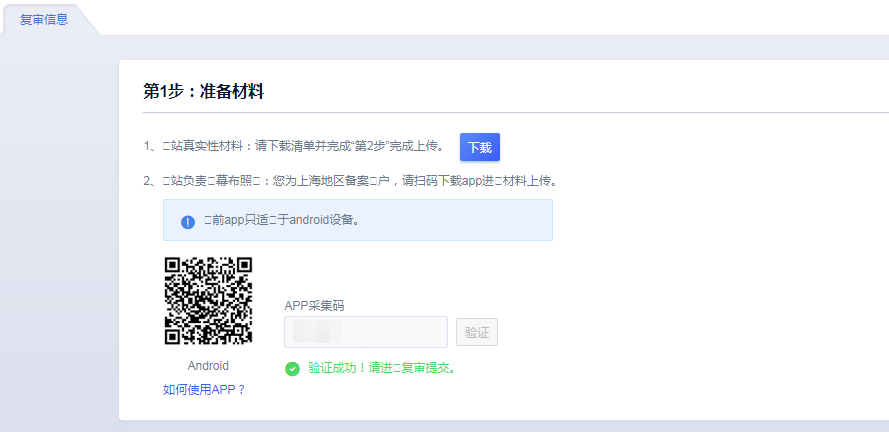 复审信息
第1步：准备材料
1、□站真实性材料：请下载清单并完成“第2步”完成上传。 下载
2、□站负责□幕布照□：您为上海地区备案□户，请扫码下载app进□材料上传。
□前app只适□于android设备。
APP采集码
验证
Android
验证成功！请进□复审提交。
如何使用APP？